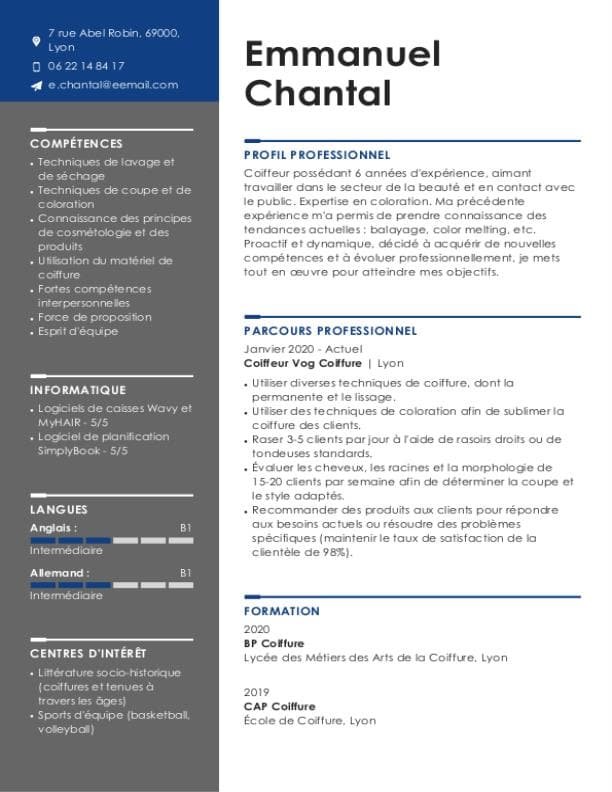 7 rue Abel Robin, 69000,
Lyon
06 22 14 84 17
e.chantal@eemail.com
COMPÉTENCES
• Techniques de lavage et
de séchage
• Techniques de coupe et de
coloration
• Connaissance des principes
de cosmétologie et des
produits
• Utilisation du matériel de
coiffure
• Fortes compétences
interpersonnelles
• Force de proposition
• Esprit d'équipe
INFORMATIQUE
• Logiciels de caisses Wavy et
MyHAIR - 5/5
• Logiciel de planification
SimplyBook - 5/5
LANGUES
Anglais : B1
Intermédiaire
Allemand : B1
Intermédiaire
CENTRES D'INTÉRÊT
• Littérature socio-historique
(coiffures et tenues à
travers les âges)
• Sports d'équipe (basketball,
volleyball)
Emmanuel
Chantal
PROFIL PROFESSIONNEL
Coiffeur possédant 6 années d'expérience, aimant
travailler dans le secteur de la beauté et en contact avec
le public. Expertise en coloration. Ma précédente
expérience m'a permis de prendre connaissance des
tendances actuelles : balayage, color melting, etc.
Proactif et dynamique, décidé à acquérir de nouvelles
compétences et à évoluer professionnellement, je mets
tout en œuvre pour atteindre mes objectifs.
PARCOURS PROFESSIONNEL
Janvier 2020 - Actuel
Coiffeur Vog Coiffure | Lyon
• Utiliser diverses techniques de coiffure, dont la
permanente et le lissage.
• Utiliser des techniques de coloration afin de sublimer la
coiffure des clients.
• Raser 3-5 clients par jour à l'aide de rasoirs droits ou de
tondeuses standards.
• Évaluer les cheveux, les racines et la morphologie de
15-20 clients par semaine afin de déterminer la coupe et
le style adaptés.
• Recommander des produits aux clients pour répondre
aux besoins actuels ou résoudre des problèmes
spécifiques (maintenir le taux de satisfaction de la
clientèle de 98%).
FORMATION
2020
BP Coiffure
Lycée des Métiers des Arts de la Coiffure, Lyon
2019
CAP Coiffure
École de Coiffure, Lyon